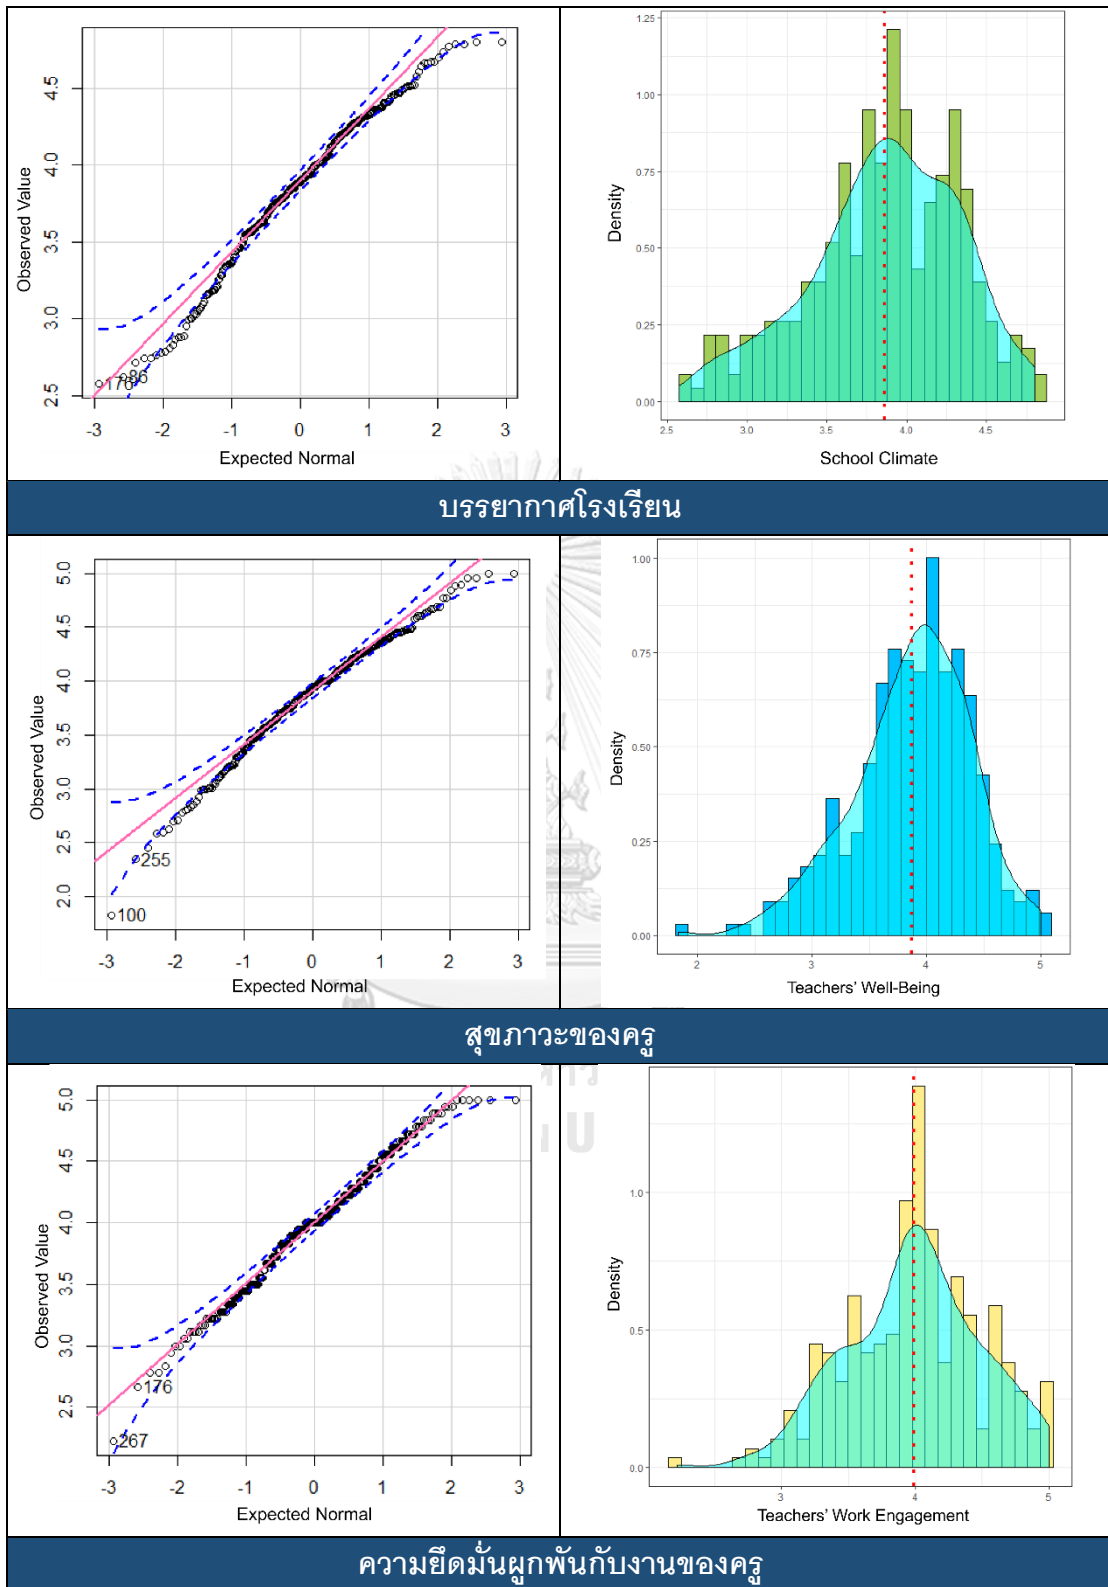 4.5
4.0
3.5
3.0
2.5
Observed Value
176
86
-3 -2 -1 0 1 2 3
Expected Normal
1.25
1.00
0.75
0.50
0.25
0.00
Density
2.5 3.0 3.5 4.0 4.5
School Climate
บรรยากาศโรงเรียน
5.0
4.5
4.0
3.5
3.0
2.5
2.0
Observed Value
255
100
-3 -2 -1 0 1 2 3
Expected Normal
1.00
0.75
0.50
0.25
0.00
Density
2 3 4 5
Teachers' Well-Being
สุขภาวะของครู
5.0
4.5
4.0
3.5
3.0
2.5
Observed Value
176
267
-3 -2 -1 0 1 2 3
Expected Normal
1.0
0.5
0.0
Density
3 4 5
Teachers' Work Engagement
ความยึดมั่นผูกพันกับงานของครู